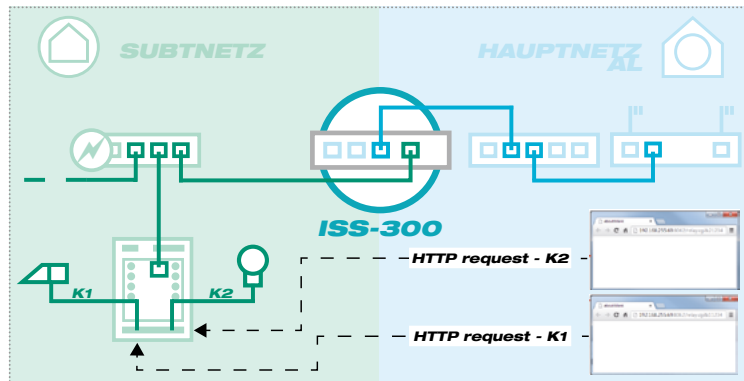 SUBTNETZ
HAUPTNETZ
AL
ISS-300
HTTP request - K2
K1
K2
HTTP request - K1